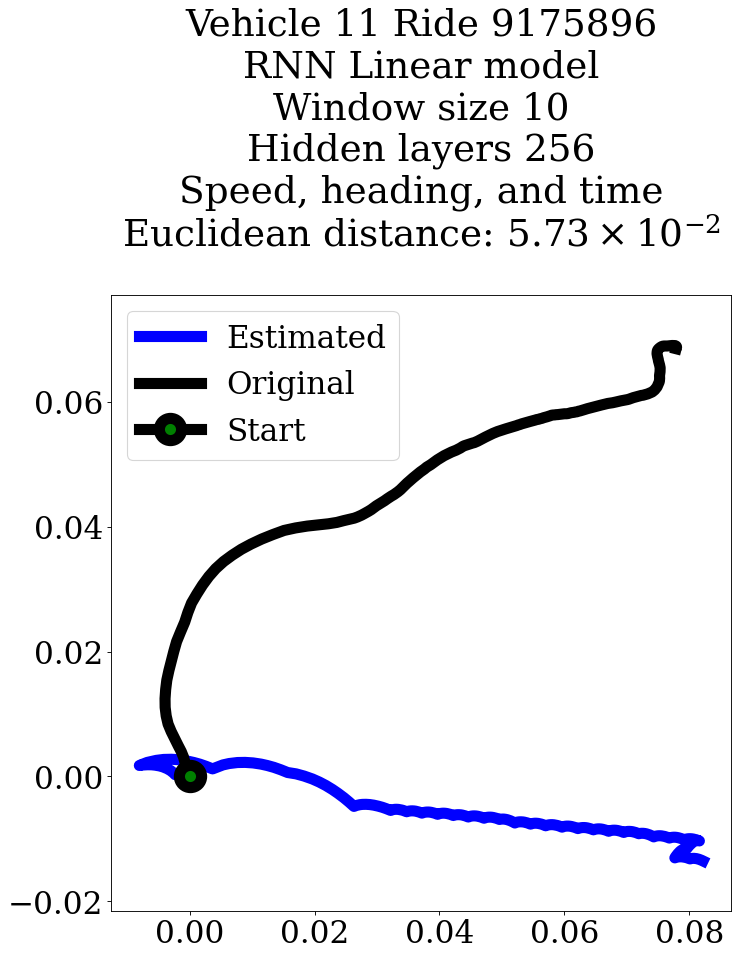 Vehicle 11 Ride 9175896
RNN Linear model
Window size 10
Hidden layers 256
Speed, heading, and time
Euclidean distance: 5.73 × 10⁻²
Estimated
Original
Start
0.06
0.04
0.02
0.00
−0.02
0.00 0.02 0.04 0.06 0.08